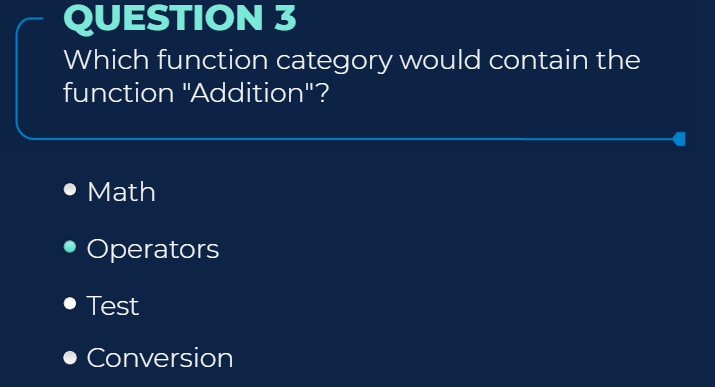 QUESTION 3
Which function category would contain the
function "Addition"?
Math
Operators
Test
Conversion